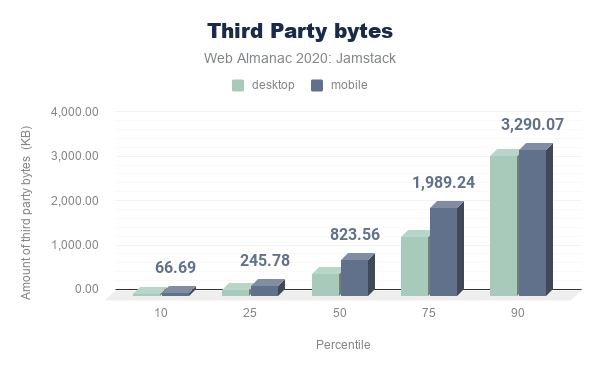 Third Party bytes
Web Almanac 2020: Jamstack
desktop mobile
Amount of third party bytes (KB)
4,000.00
3,000.00
2,000.00
1,000.00
0.00
66.69
245.78
823.56
1,989.24
3,290.07
10 25 50 75 90
Percentile